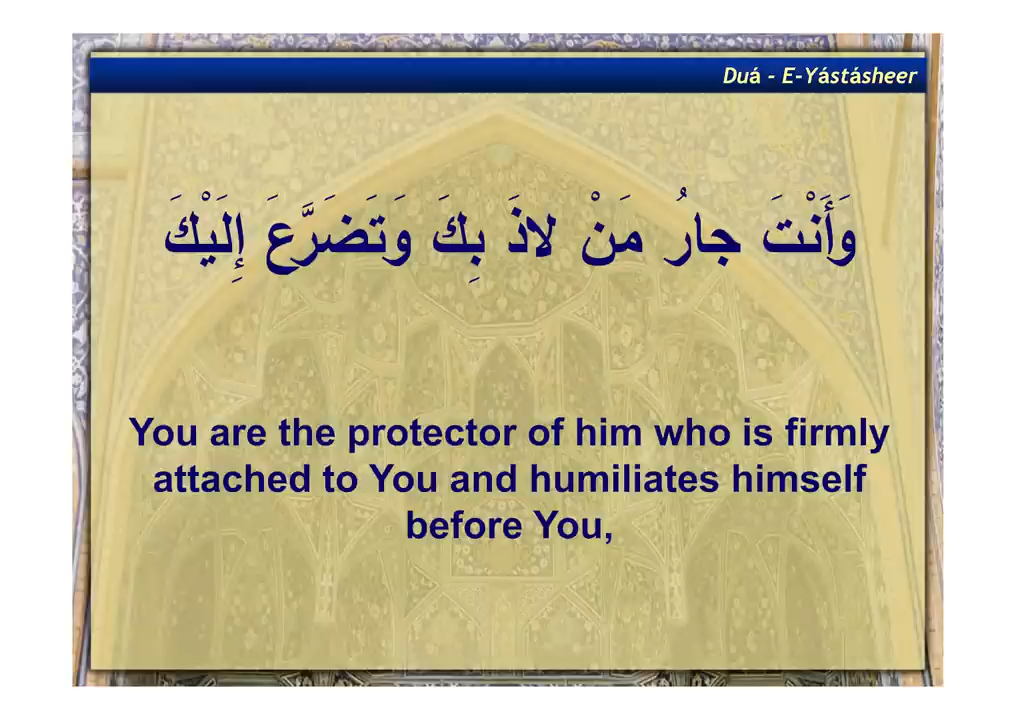 Duá - E-Yástásheer
وَأَنْتَ جارُ مَنْ لاذَ بِكَ وَتَضَرَّعَ إِلَيْكَ
You are the protector of him who is firmly
attached to You and humiliates himself
before You,